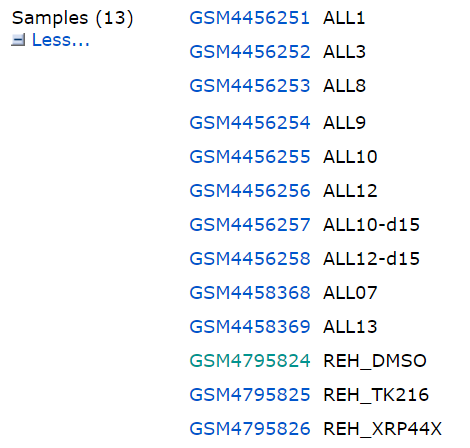 Samples (13)
Less...
GSM4456251 ALL1
GSM4456252 ALL3
GSM4456253 ALL8
GSM4456254 ALL9
GSM4456255 ALL10
GSM4456256 ALL12
GSM4456257 ALL10-d15
GSM4456258 ALL12-d15
GSM4458368 ALL07
GSM4458369 ALL13
GSM4795824 REH_DMSO
GSM4795825 REH_TK216
GSM4795826 REH_XRP44X